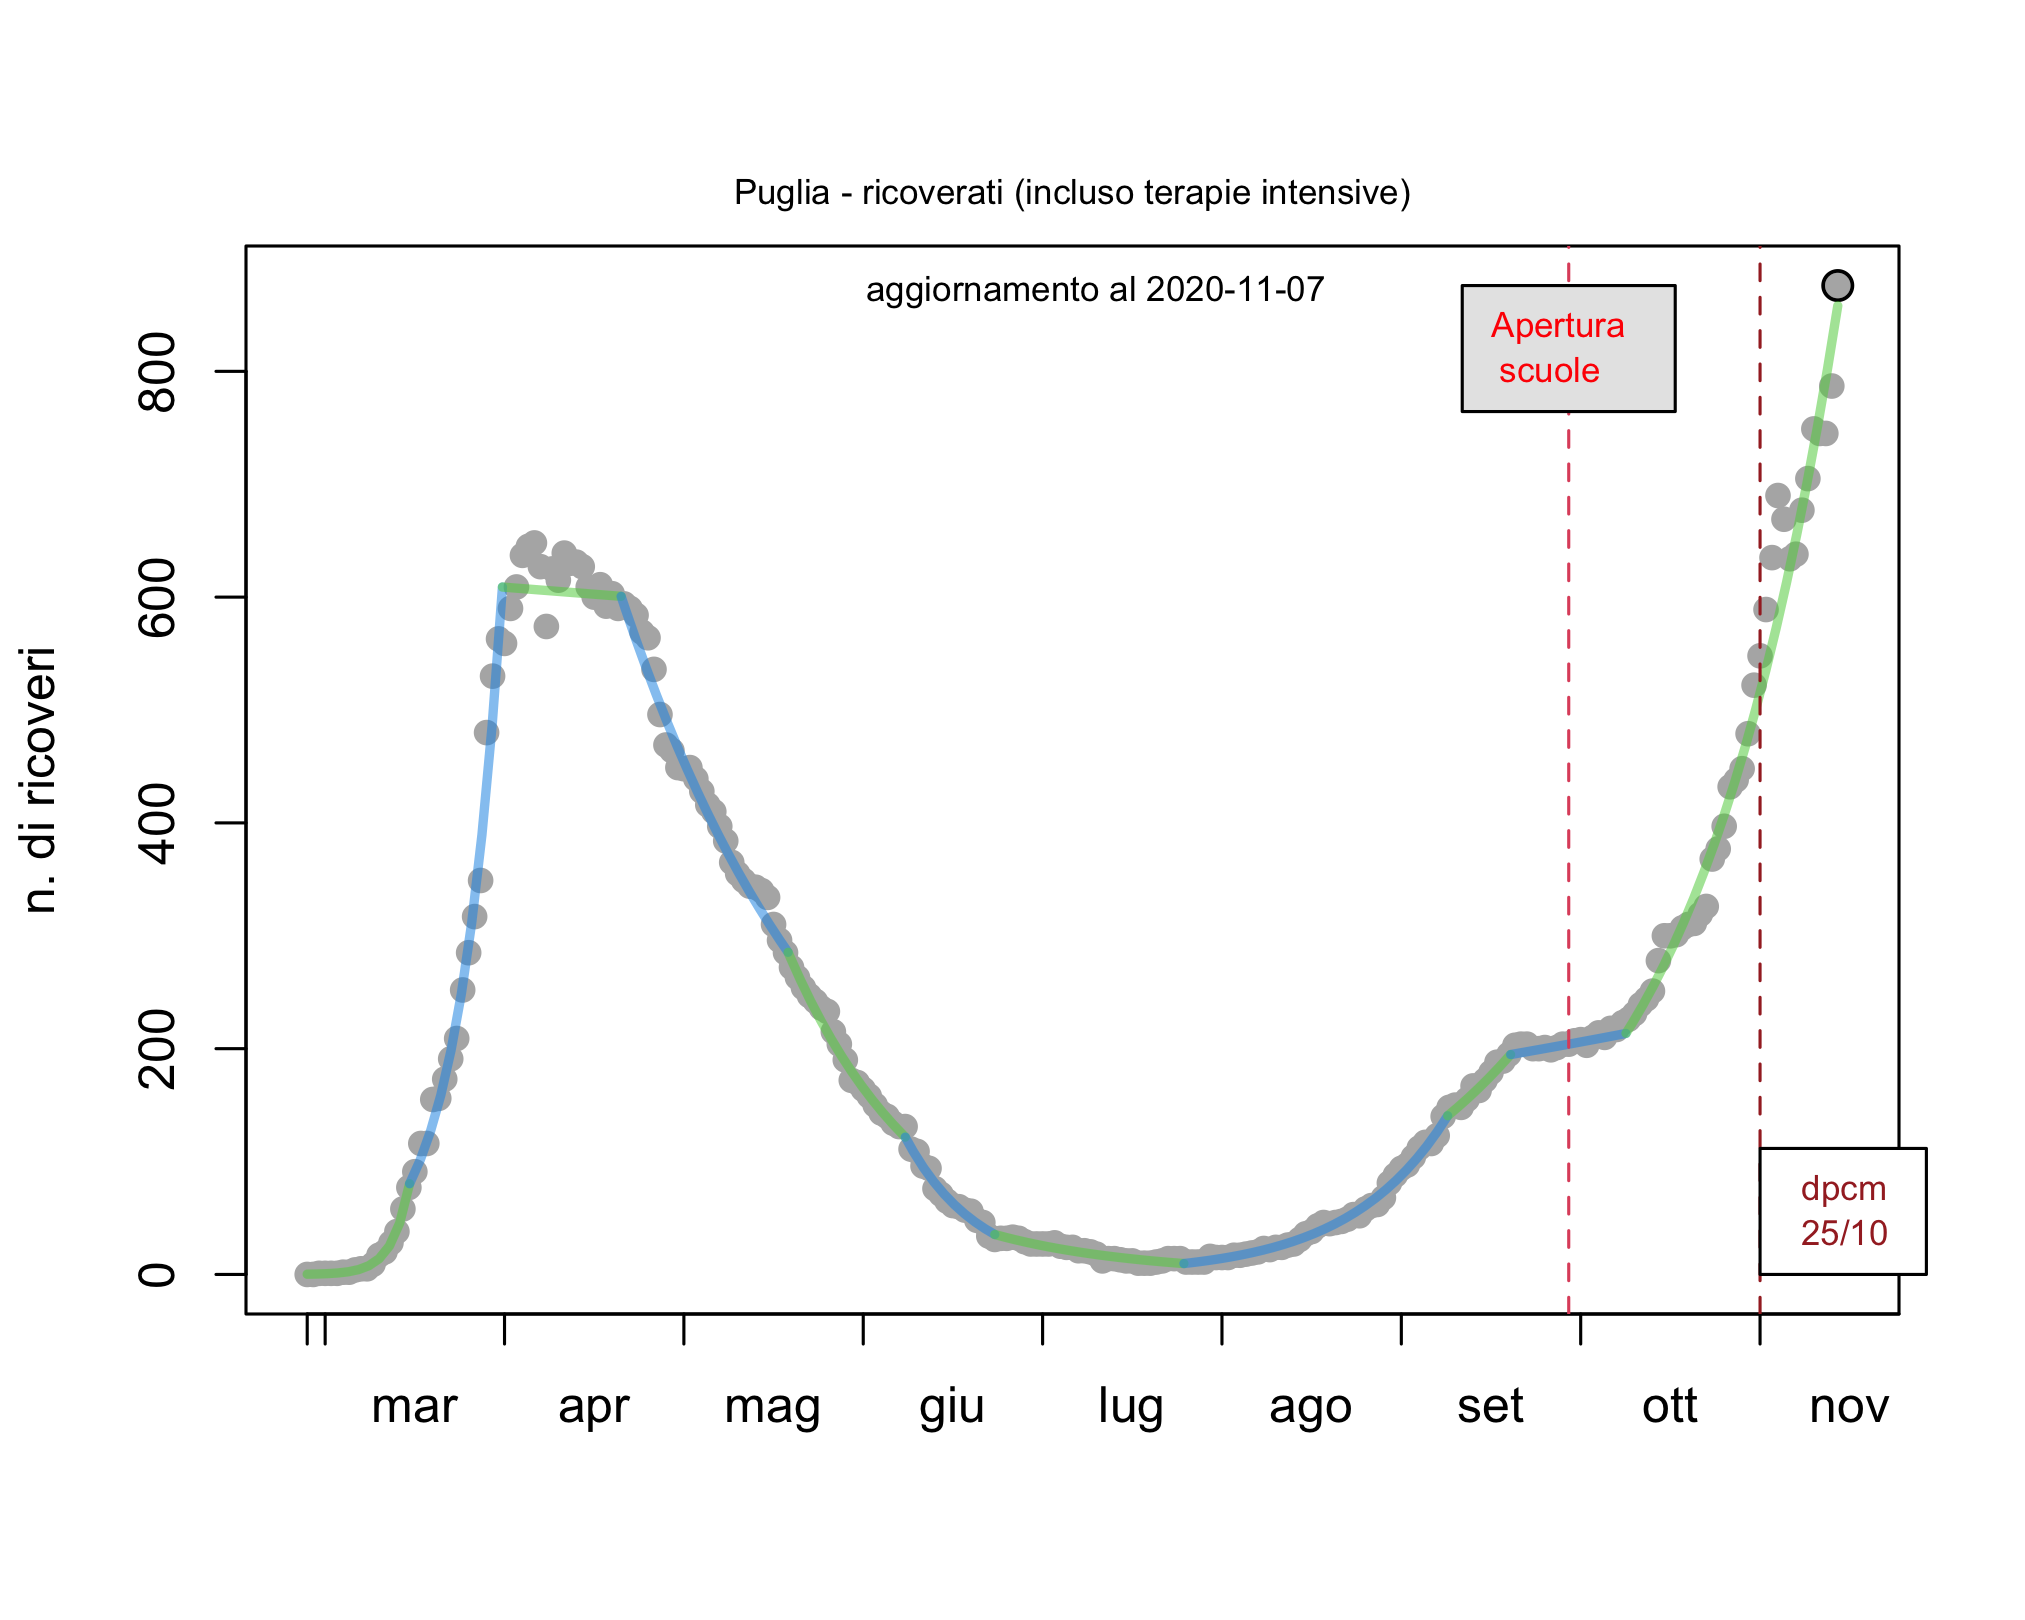 Puglia - ricoverati (incluso terapie intensive)
aggiornamento al 2020-11-07
Apertura
scuole
n. di ricoveri
800
600
400
200
0
dpcm
25/10
mar apr mag giu lug ago set ott nov